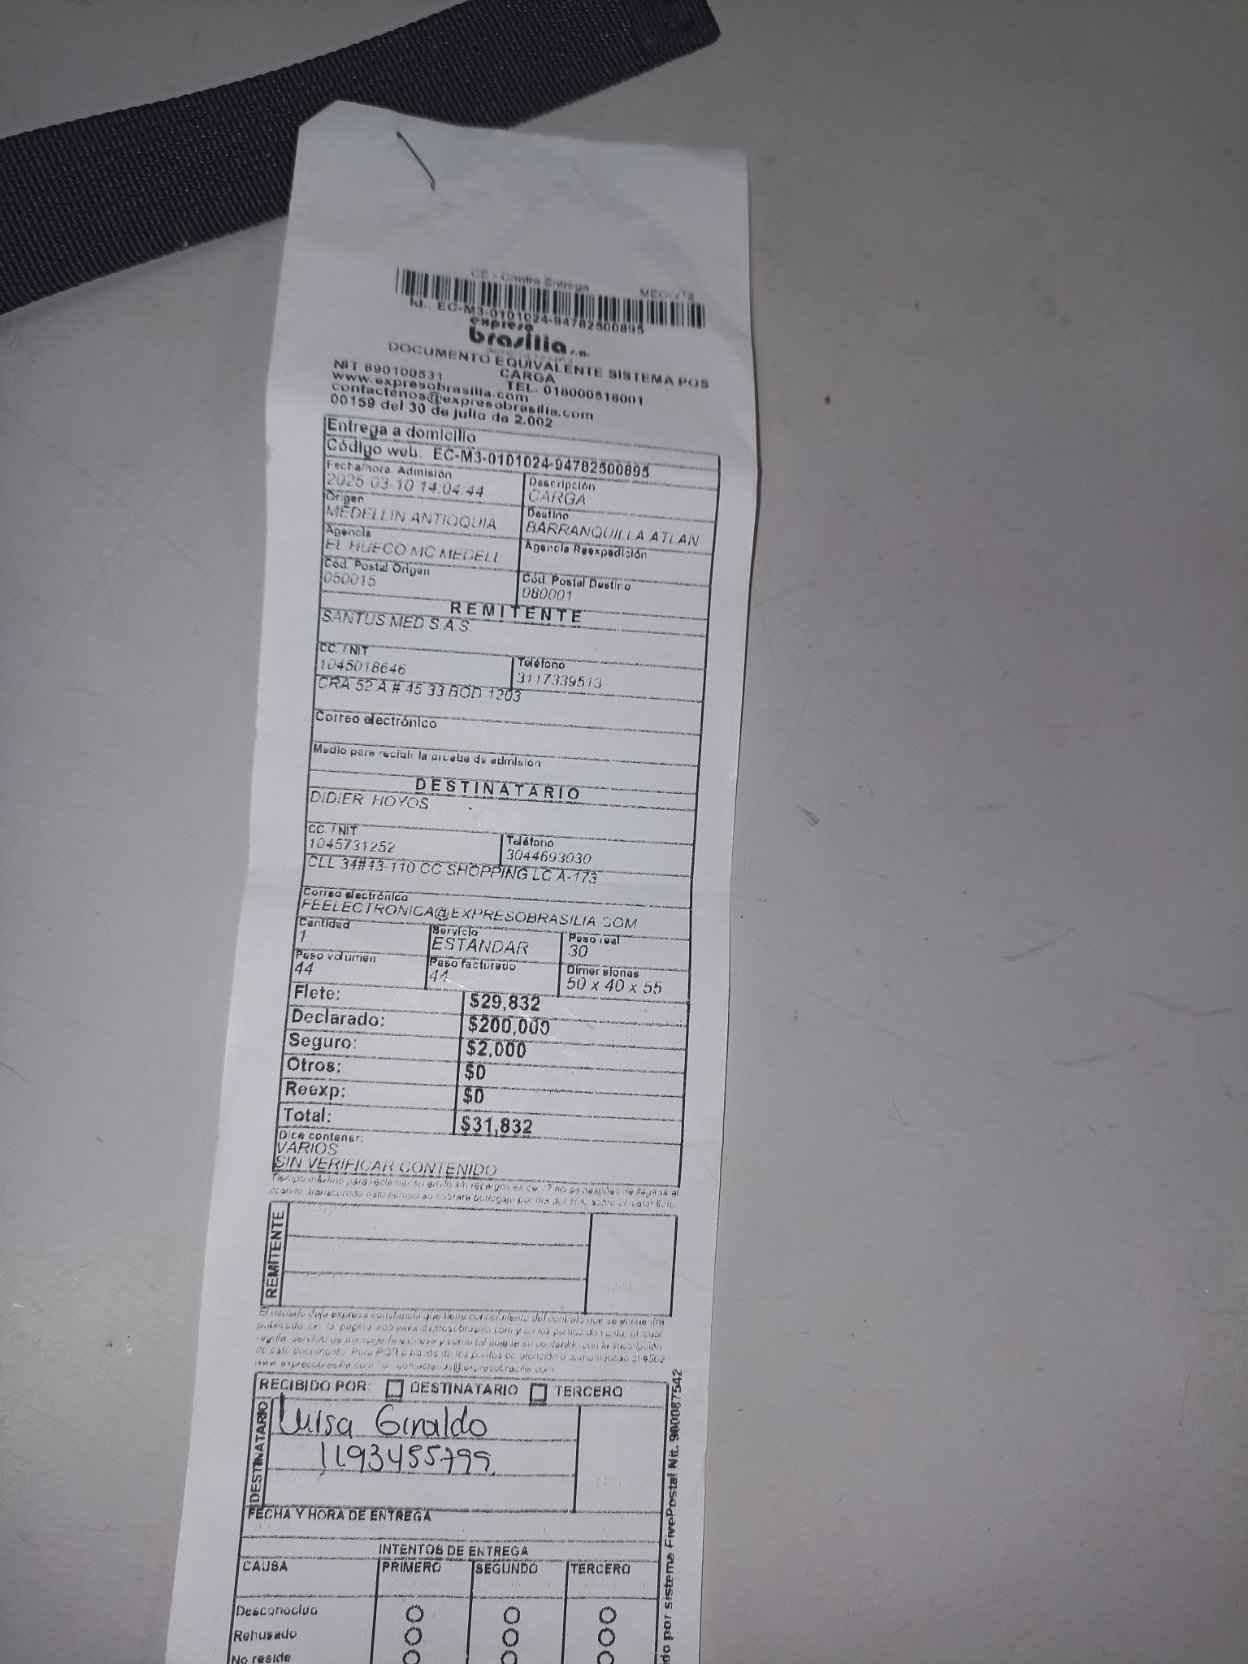 CE - Contra Entrega
MEC-V12
Id.: EC-M3-0101024-94782500895
expreso
brasilia s.a.
DOCUMENTO EQUIVALENTE SISTEMA POS
CARGA
NIT 890100531 TEL. 018000518001
www.expresobrasilia.com
contactenos@expresobrasilia.com
00159 del 30 de julio de 2.002
Entrega a domicilio
Código web. EC-M3-0101024-94782500895
Fecha/hora Admisión Descripción
2025-03-10 14:04:44 CARGA
Origen Destino
MEDELLIN ANTIOQUIA BARRANQUILLA ATLAN
Agencia Agencia Reexpedición
EL HUECO MC MEDELL
Cód. Postal Origen Cód. Postal Destino
050015 080001
REMITENTE
SANTUS MED S.A.S.
CC. / NIT Teléfono
1045018646 3117339513
CRA 52 A # 45 33 BOD 1203
Correo electrónico
Medio para recibir la prueba de admisión
DESTINATARIO
DIDIER HOYOS
CC. / NIT Teléfono
1045731252 3044693030
CLL 34#43-110 CC SHOPPING LC A-173
Correo electrónico
FEELECTRONICA@EXPRESOBRASILIA.COM
Cantidad Servicio Peso real
1 ESTANDAR 30
Peso volumen Peso facturado Dimensiones
44 44 50 x 40 x 55
Flete: $29,832
Declarado: $200,000
Seguro: $2,000
Otros: $0
Reexp: $0
Total: $31,832
Dice contener:
VARIOS
SIN VERIFICAR CONTENIDO
REMITENTE
RECIBIDO POR: DESTINATARIO TERCERO
DESTINATARIO
Luisa Giraldo
1193455799
FECHA Y HORA DE ENTREGA
INTENTOS DE ENTREGA
CAUSA PRIMERO SEGUNDO TERCERO
Desconocido
Rehusado
No reside
do por sistema FivePostal Nit. 900087542